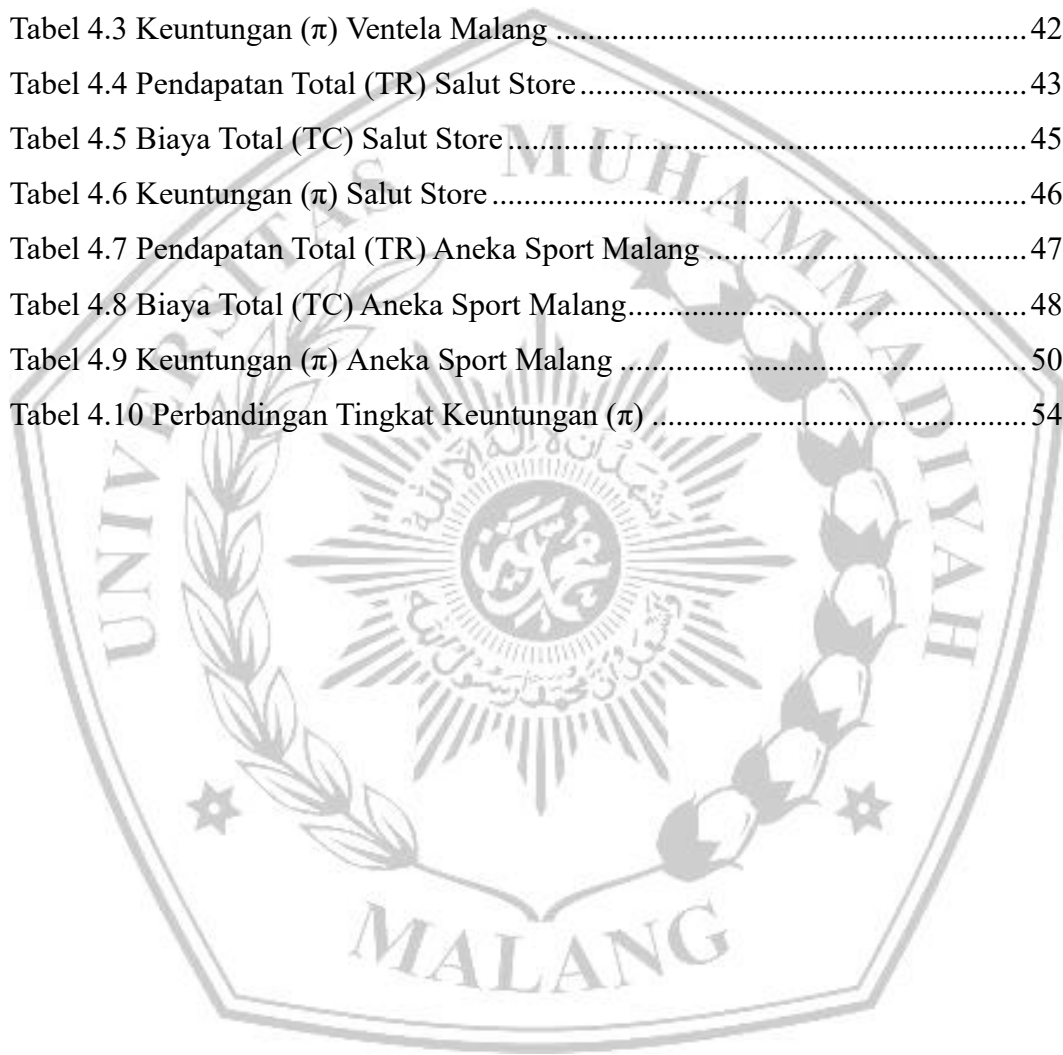 Tabel 4.3 Keuntungan (π) Ventela Malang ........................................................... 42
Tabel 4.4 Pendapatan Total (TR) Salut Store ........................................................ 43
Tabel 4.5 Biaya Total (TC) Salut Store ................................................................. 45
Tabel 4.6 Keuntungan (π) Salut Store ................................................................... 46
Tabel 4.7 Pendapatan Total (TR) Aneka Sport Malang ........................................ 47
Tabel 4.8 Biaya Total (TC) Aneka Sport Malang .................................................. 48
Tabel 4.9 Keuntungan (π) Aneka Sport Malang ................................................... 50
Tabel 4.10 Perbandingan Tingkat Keuntungan (π) ............................................... 54
UNIVERSITAS MUHAMMADIYAH
MALANG